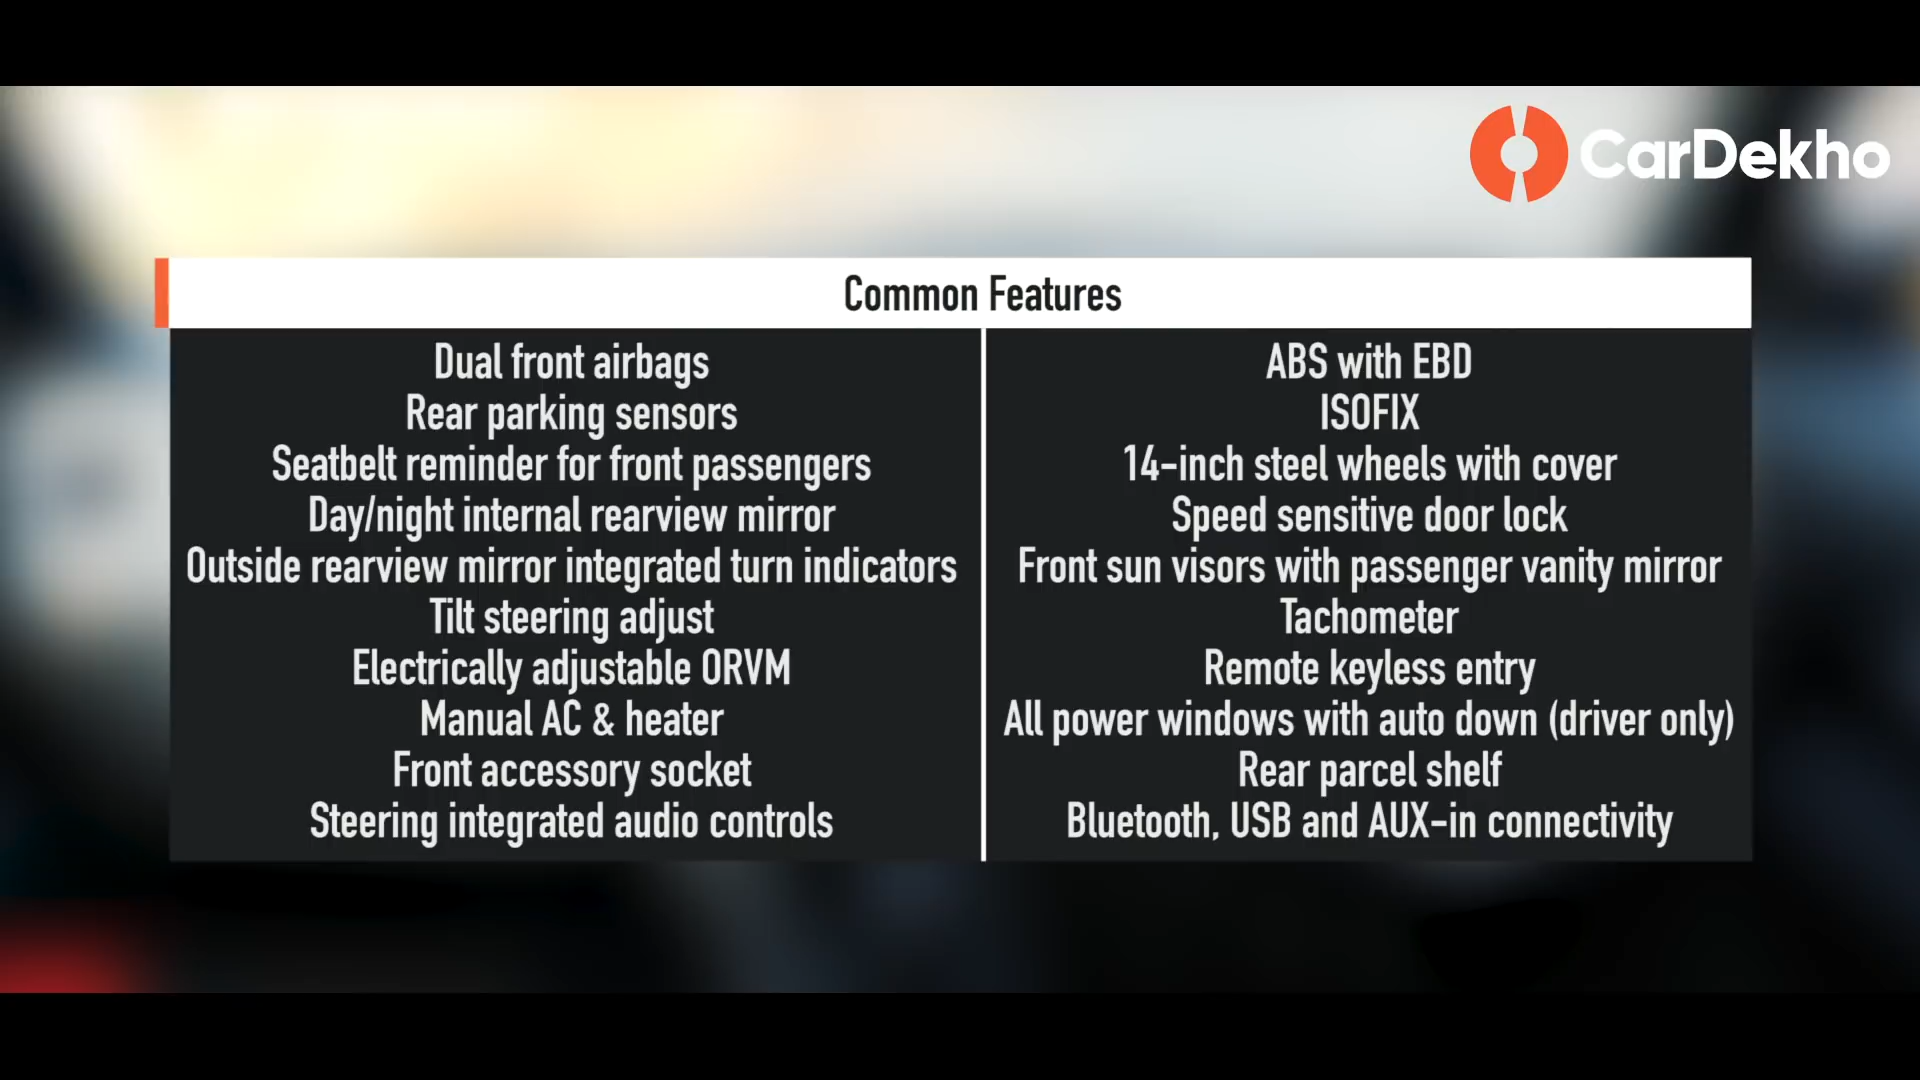 CarDekho
Common Features
Dual front airbags
Rear parking sensors
Seatbelt reminder for front passengers
Day/night internal rearview mirror
Outside rearview mirror integrated turn indicators
Tilt steering adjust
Electrically adjustable ORVM
Manual AC & heater
Front accessory socket
Steering integrated audio controls
ABS with EBD
ISOFIX
14-inch steel wheels with cover
Speed sensitive door lock
Front sun visors with passenger vanity mirror
Tachometer
Remote keyless entry
All power windows with auto down (driver only)
Rear parcel shelf
Bluetooth, USB and AUX-in connectivity